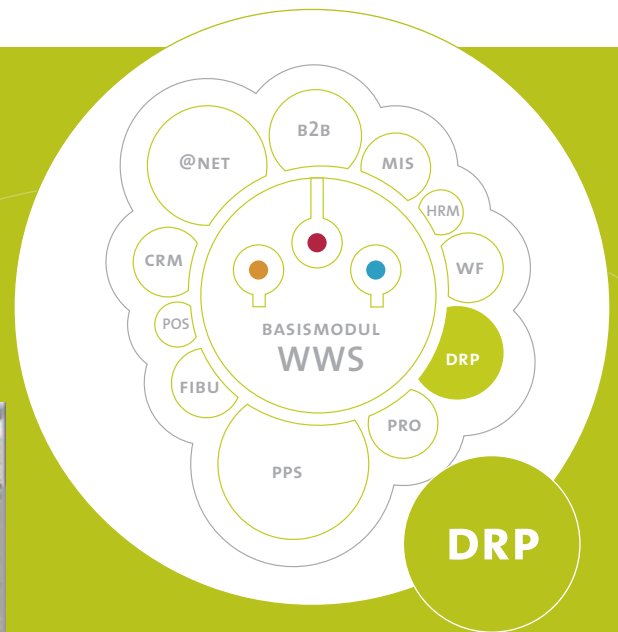 B2B
@NET
MIS
HRM
CRM
WF
POS
BASISMODUL
WWS
DRP
FIBU
PRO
PPS
DRP